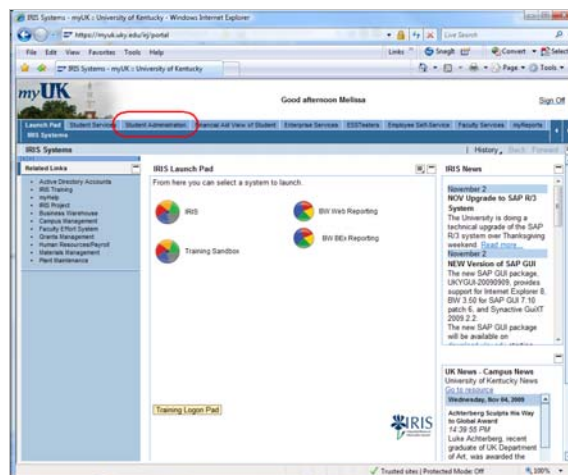 IRIS Systems - myUK :: University of Kentucky - Windows Internet Explorer
https://myuk.uky.edu/irj/portal
Live Search
File Edit View Favorites Tools Help
Links
SnagIt
Convert
Select
IRIS Systems - myUK :: University of Kentucky
Page
Tools
myUK
Good afternoon Melissa
Sign Off
Launch Pad Student Services Student Administration Financial Aid View of Student Enterprise Services ESSTesters Employee Self-Service Faculty Services myReports
IRIS Systems
IRIS Systems
History, Back Forward
Related Links
Active Directory Accounts
IRIS Training
myHelp
IRIS Project
Business Warehouse
Campus Management
Faculty Effort System
Grants Management
Human Resources/Payroll
Materials Management
Plant Maintenance
IRIS Launch Pad
From here you can select a system to launch.
IRIS
BW Web Reporting
Training Sandbox
BW BEx Reporting
Training Logon Pad
IRIS
IRIS News
November 2
NOV Upgrade to SAP R/3
System
The University is doing a
technical upgrade of the SAP
R/3 system over Thanksgiving
weekend. Read more...
November 2
NEW Version of SAP GUI
The new SAP GUI package,
UKYGUI-20090909, provides
support for Internet Explorer 8,
BW 3.50 for SAP GUI 7.10
patch 6, and Synactive GuiXT
2009 2.2.
The new SAP GUI package
will be available on
UK News - Campus News
University of Kentucky News
Go to resource
Wednesday, Nov 04, 2009
Achterberg Sculpts His Way
to Global Award
14:39:55 PM
Luke Achterberg, recent
graduate of UK Department
of Art, was awarded the
Trusted sites | Protected Mode: Off
100%